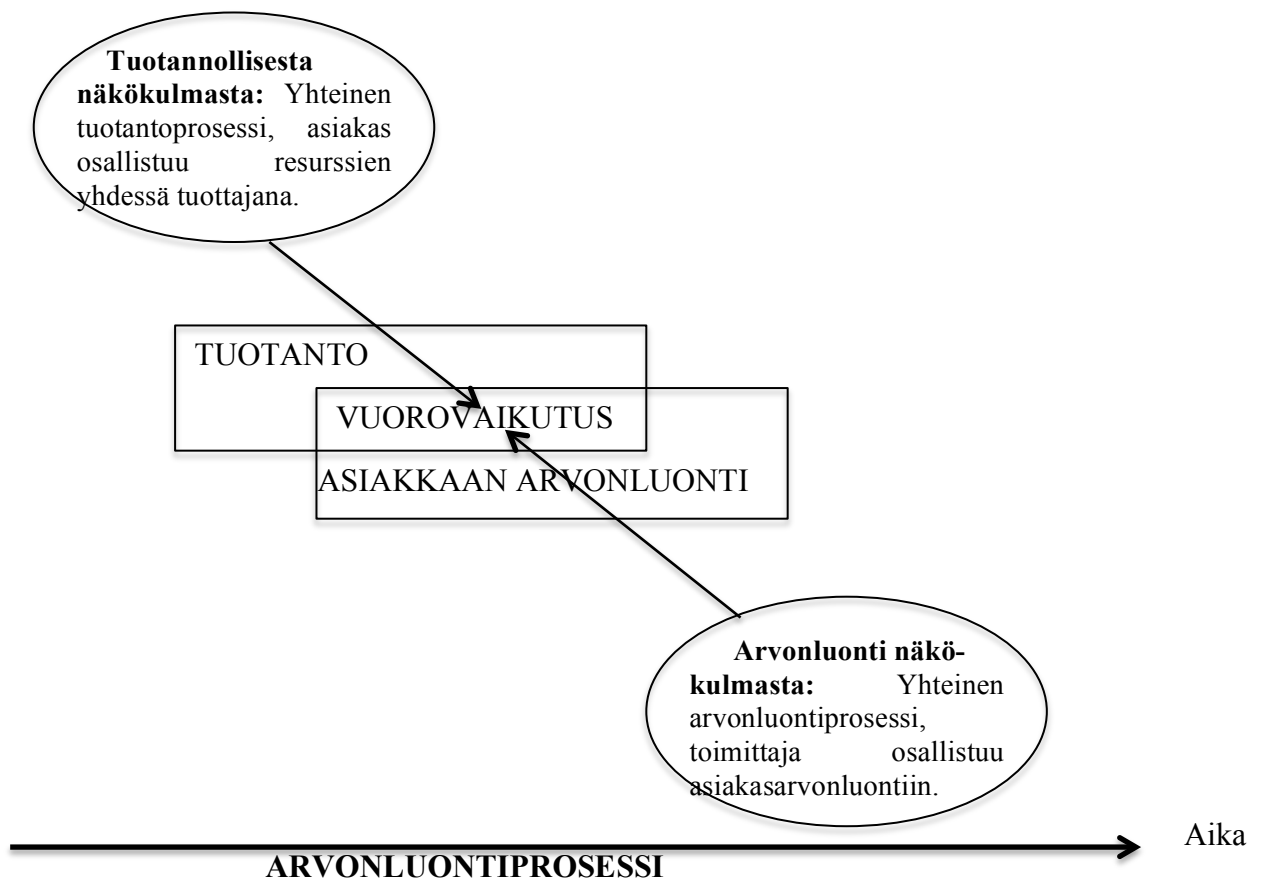 Tuotannollisesta
näkökulmasta: Yhteinen
tuotantoprosessi, asiakas
osallistuu resurssien
yhdessä tuottajana.
TUOTANTO
VUOROVAIKUTUS
ASIAKKAAN ARVONLUONTI
Arvonluonti näkö-
kulmasta: Yhteinen
arvonluontiprosessi,
toimittaja osallistuu
asiakasarvonluontiin.
Aika
ARVONLUONTIPROSESSI